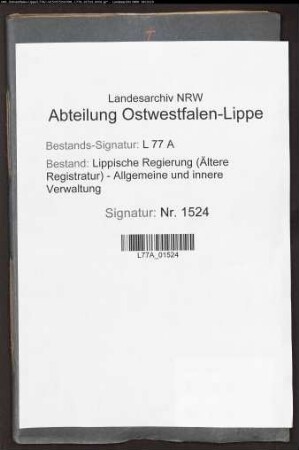 Landesarchiv NRW
Abteilung Ostwestfalen-Lippe
Bestands-Signatur: L 77 A
Bestand: Lippische Regierung (Ältere
Registratur) - Allgemeine und innere
Verwaltung
Signatur: Nr. 1524
L77A_01524